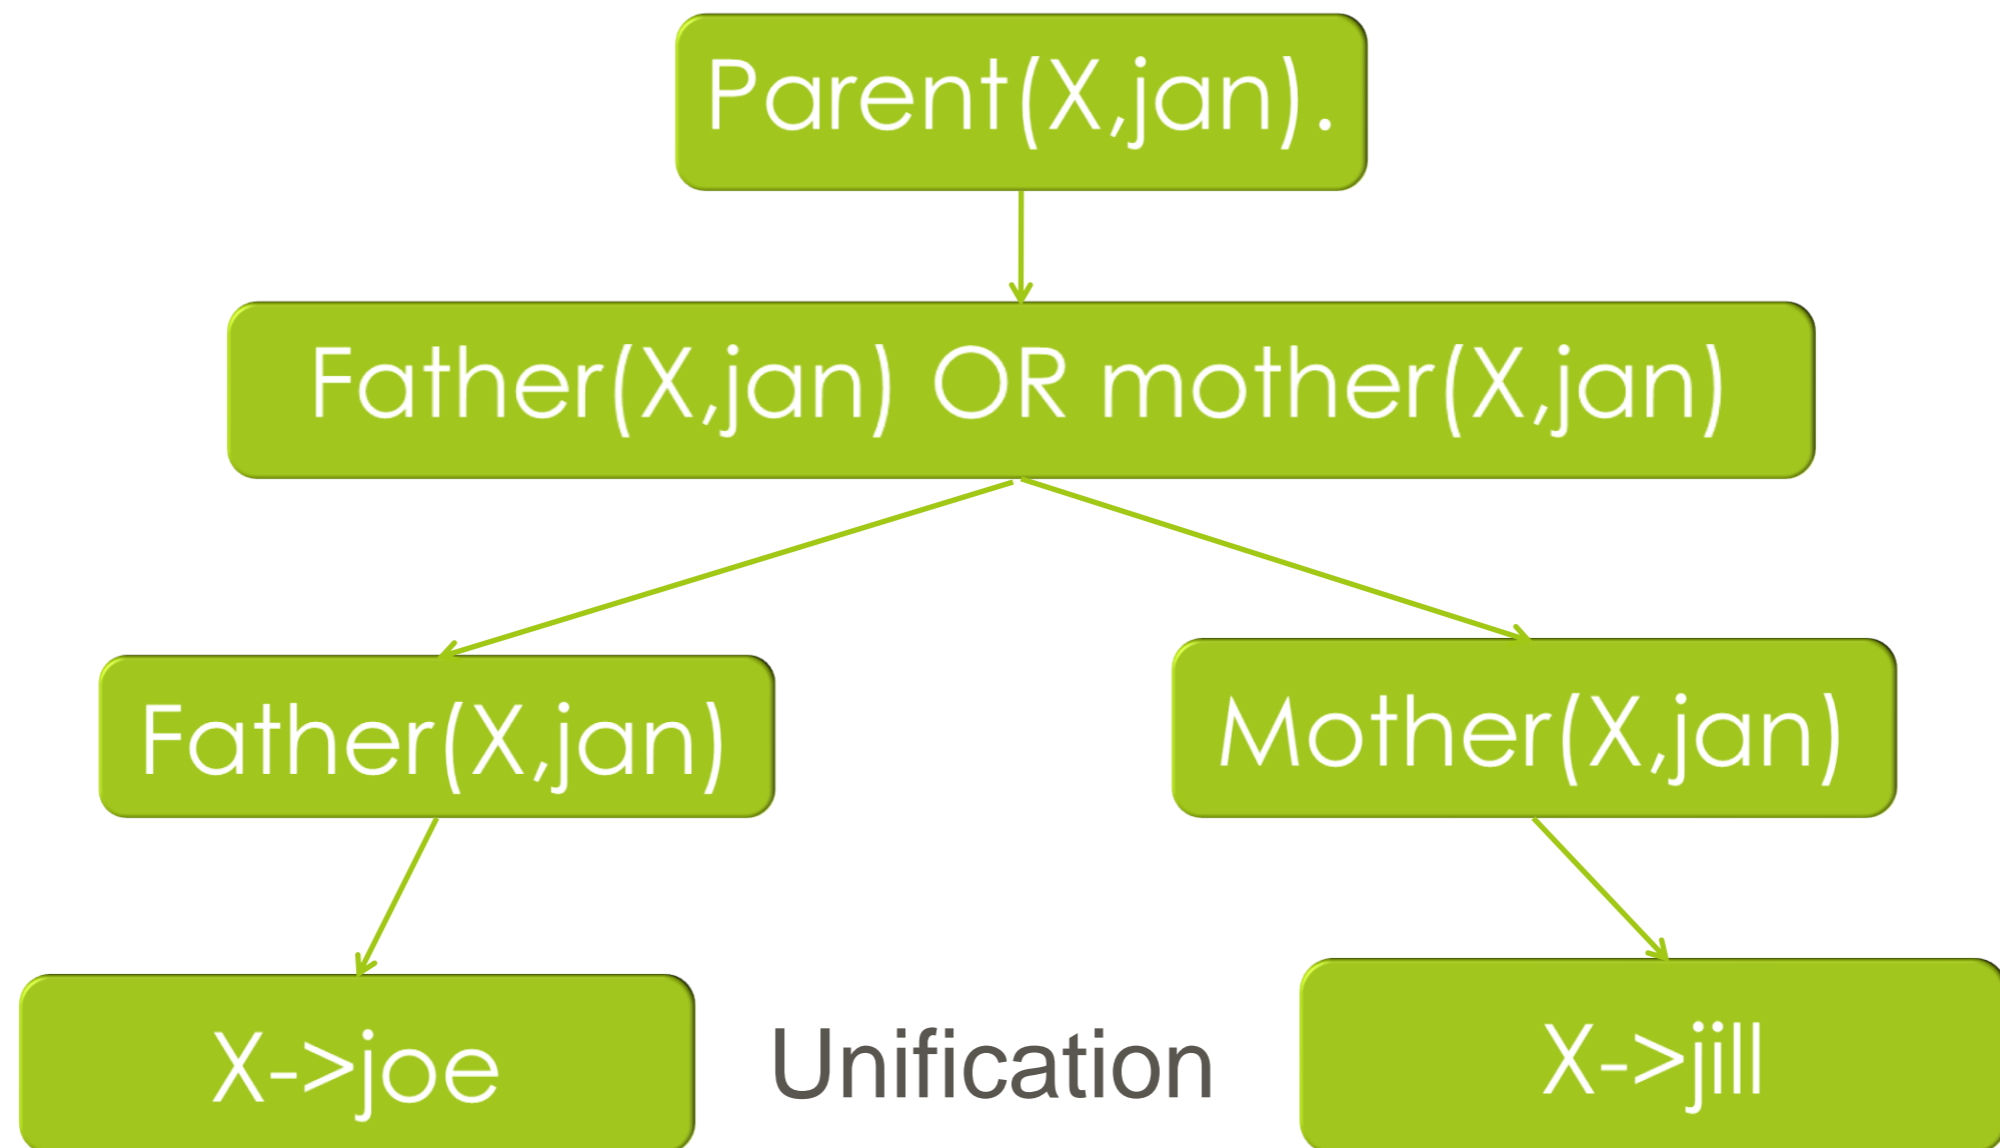 Parent(X,jan).
Father(X,jan) OR mother(X,jan)
Father(X,jan)
Mother(X,jan)
X->joe
Unification
X->jill